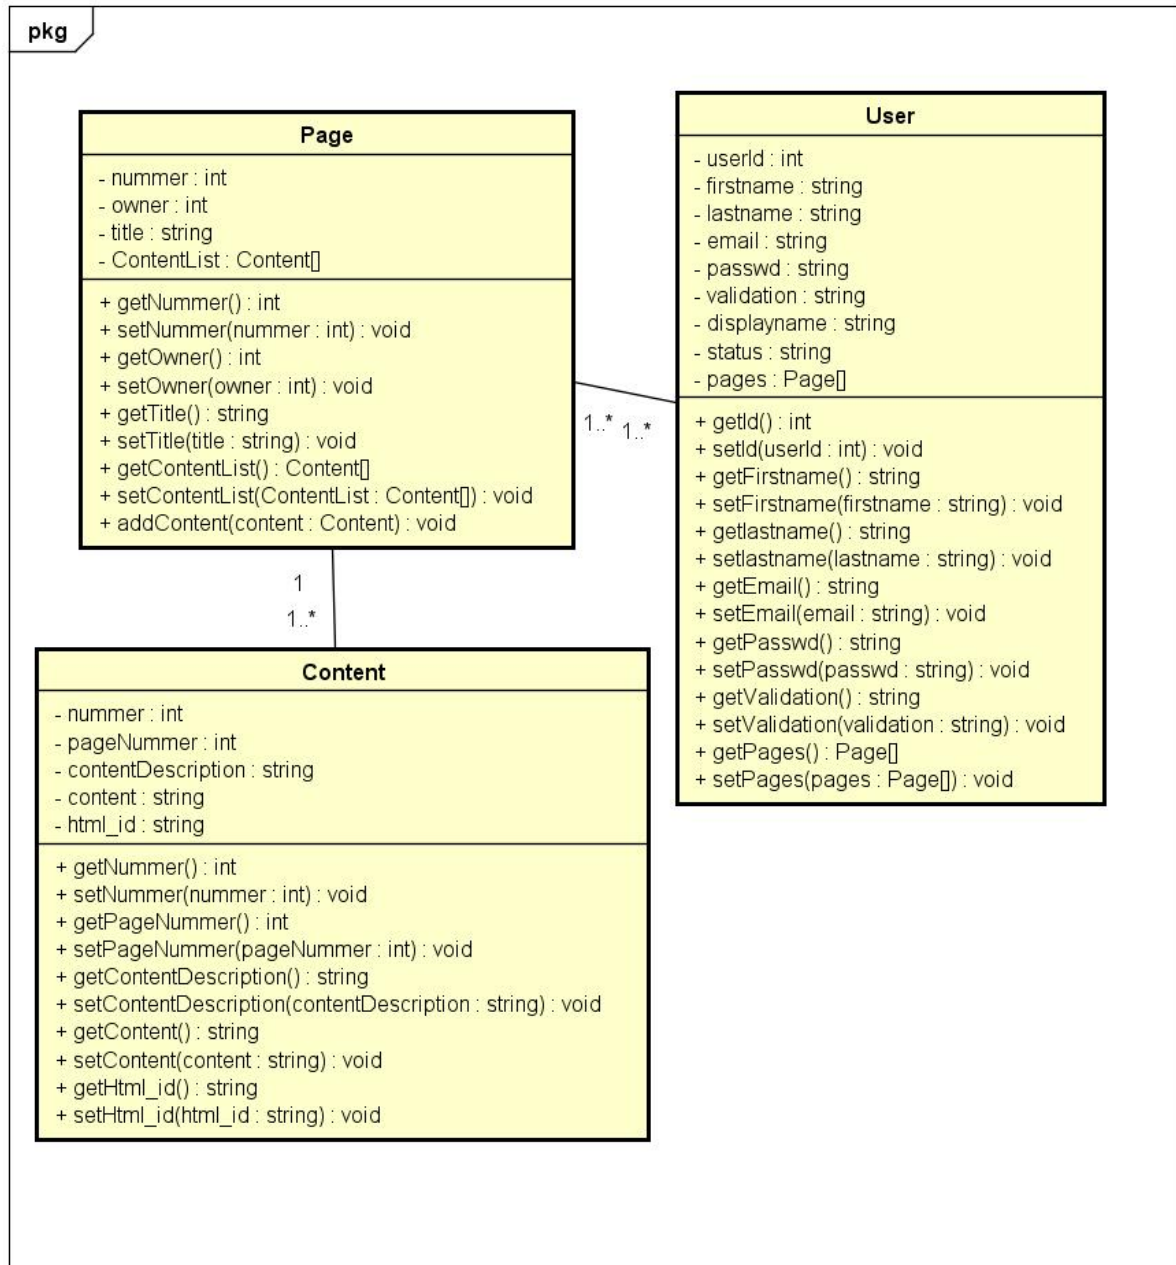 pkg
Page
- nummer : int
- owner : int
- title : string
- ContentList : Content[]
+ getNummer() : int
+ setNummer(nummer : int) : void
+ getOwner() : int
+ setOwner(owner : int) : void
+ getTitle() : string
+ setTitle(title : string) : void
+ getContentList() : Content[]
+ setContentList(ContentList : Content[]) : void
+ addContent(content : Content) : void
User
- userId : int
- firstname : string
- lastname : string
- email : string
- passwd : string
- validation : string
- displayname : string
- status : string
- pages : Page[]
+ getId() : int
+ setId(userId : int) : void
+ getFirstname() : string
+ setFirstname(firstname : string) : void
+ getlastname() : string
+ setlastname(lastname : string) : void
+ getEmail() : string
+ setEmail(email : string) : void
+ getPasswd() : string
+ setPasswd(passwd : string) : void
+ getValidation() : string
+ setValidation(validation : string) : void
+ getPages() : Page[]
+ setPages(pages : Page[]) : void
1..* 1..*
1
1..*
Content
- nummer : int
- pageNummer : int
- contentDescription : string
- content : string
- html_id : string
+ getNummer() : int
+ setNummer(nummer : int) : void
+ getPageNummer() : int
+ setPageNummer(pageNummer : int) : void
+ getContentDescription() : string
+ setContentDescription(contentDescription : string) : void
+ getContent() : string
+ setContent(content : string) : void
+ getHtml_id() : string
+ setHtml_id(html_id : string) : void